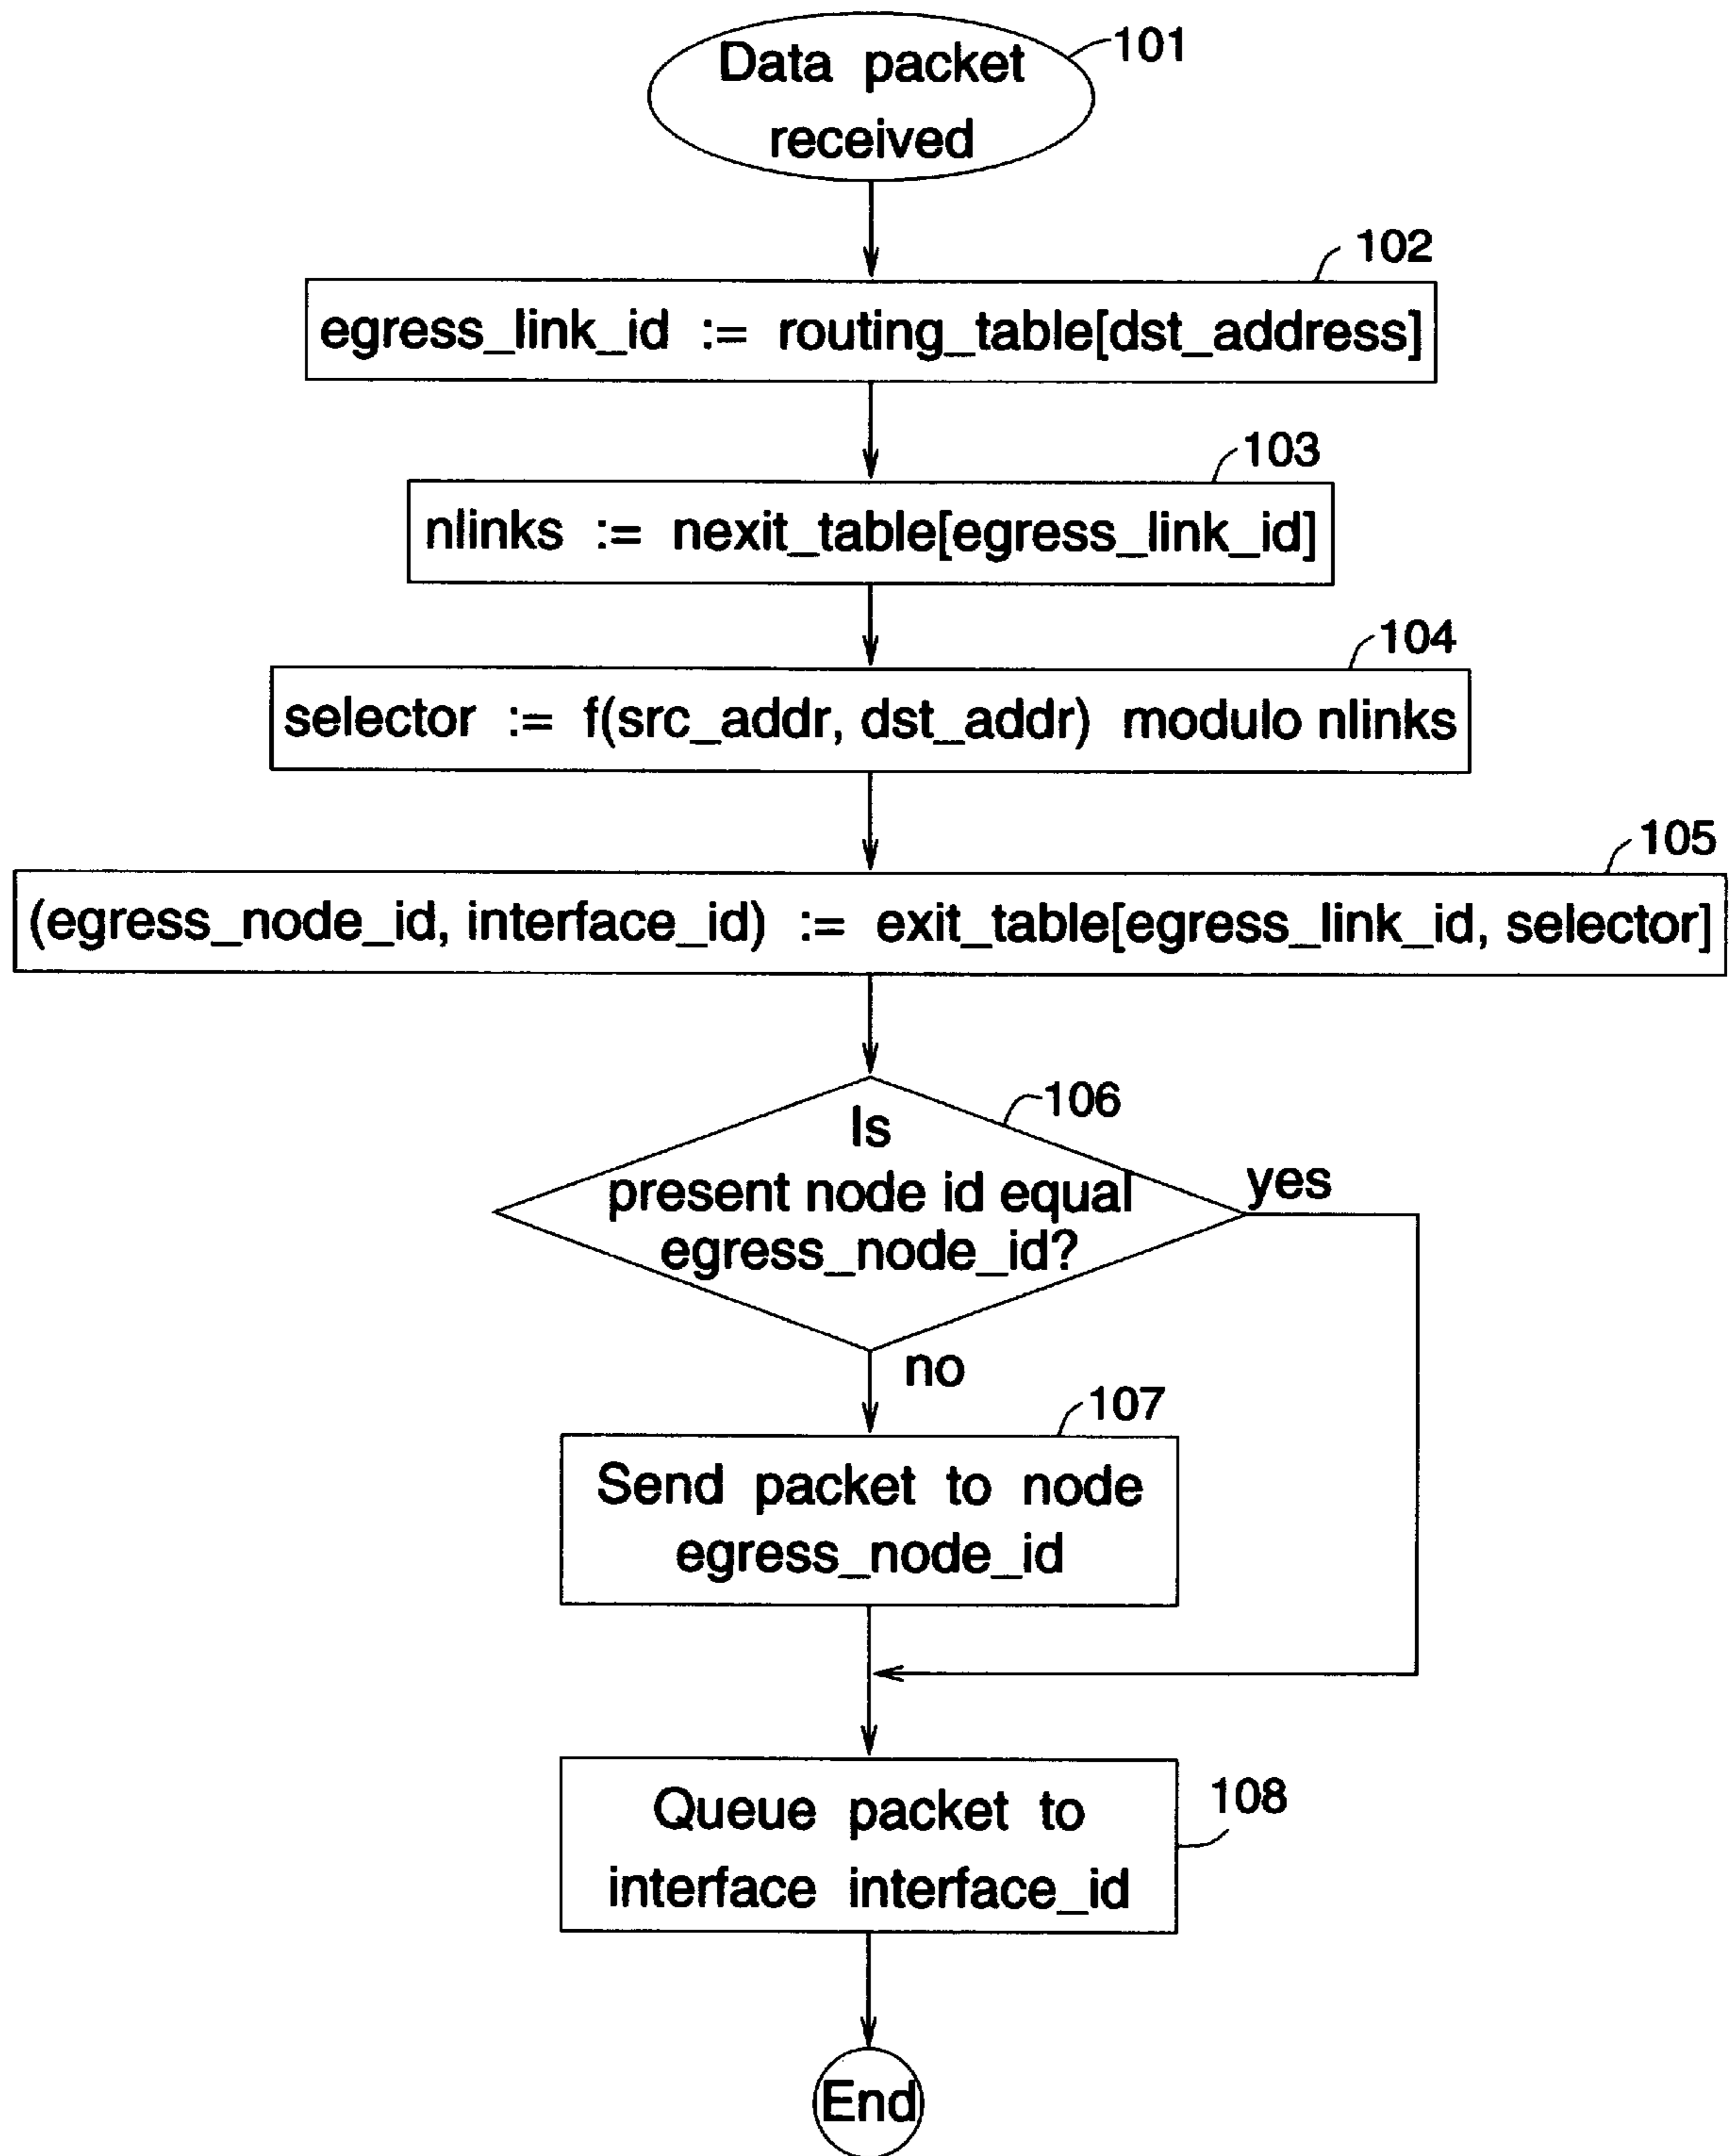 Data packet
received
101
102
egress_link_id := routing_table[dst_address]
103
nlinks := nexit_table[egress_link_id]
104
selector := f(src_addr, dst_addr) modulo nlinks
105
(egress_node_id, interface_id) := exit_table[egress_link_id, selector]
106
Is
present node id equal
egress_node_id?
yes
no
107
Send packet to node
egress_node_id
Queue packet to
interface interface_id
108
End